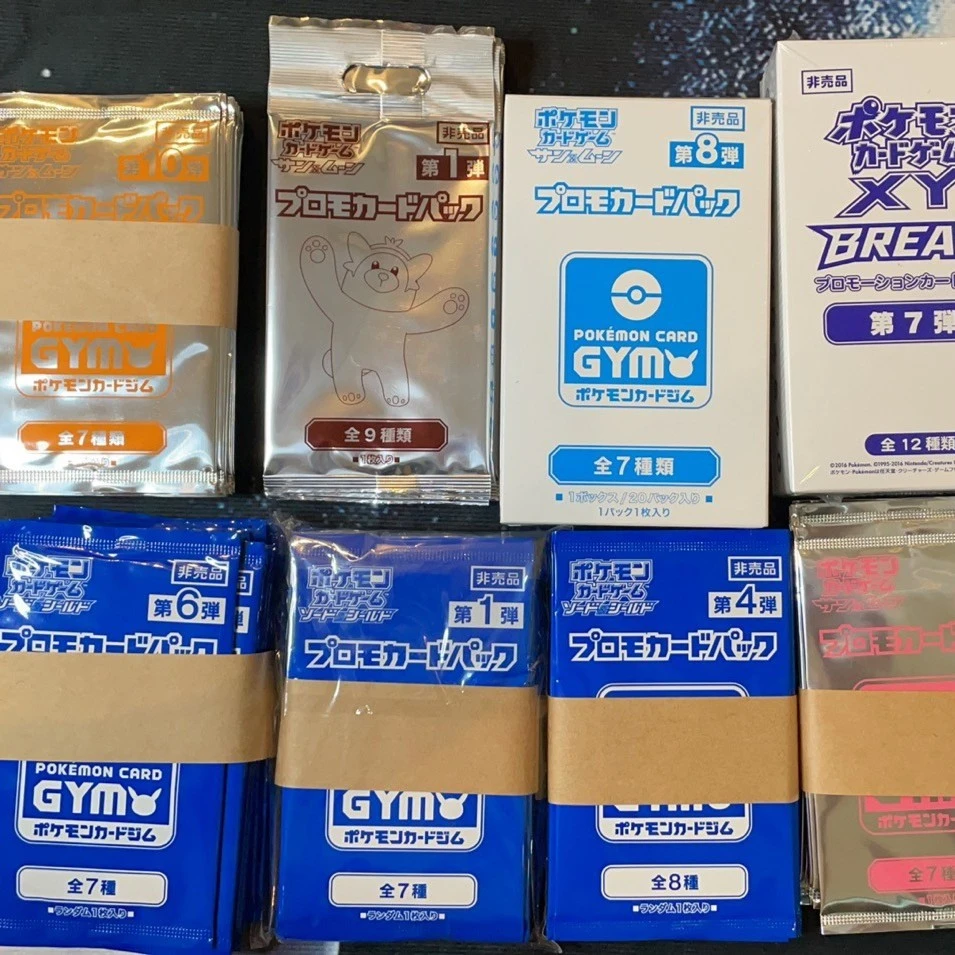 ポケモン
カードゲーム
サン&ムーン
非売品
第10弾
プロモカードパック
POKÉMON CARD
GYM
ポケモンカードジム
全7種類
ポケモン
カードゲーム
サン&ムーン
非売品
第1弾
プロモカードパック
全9種類
■1枚入り■
ポケモン
カードゲーム
サン&ムーン
非売品
第8弾
プロモカードパック
POKÉMON CARD
GYM
ポケモンカードジム
全7種類
■1ボックス/20パック入り■
1パック1枚入り
非売品
ポケモ
カードゲーム
XY
BREA
プロモーションカー
第7弾
全12種類
ポケモン
カードゲーム
ソード&シールド
非売品
第6弾
プロモカードパック
POKÉMON CARD
GYM
ポケモンカードジム
全7種
■ランダム1枚入り■
ポケモン
カードゲーム
ソード&シールド
非売品
第1弾
プロモカードパック
GYM
ポケモンカードジム
全7種
■ランダム1枚入り■
ポケモン
カードゲーム
ソード&シールド
非売品
第4弾
プロモカードパック
GYM
ポケモンカードジム
全8種
■ランダム1枚入り■
ポケモン
カードゲーム
サン&ムーン
プロモカード
ポケモンカー
全7種